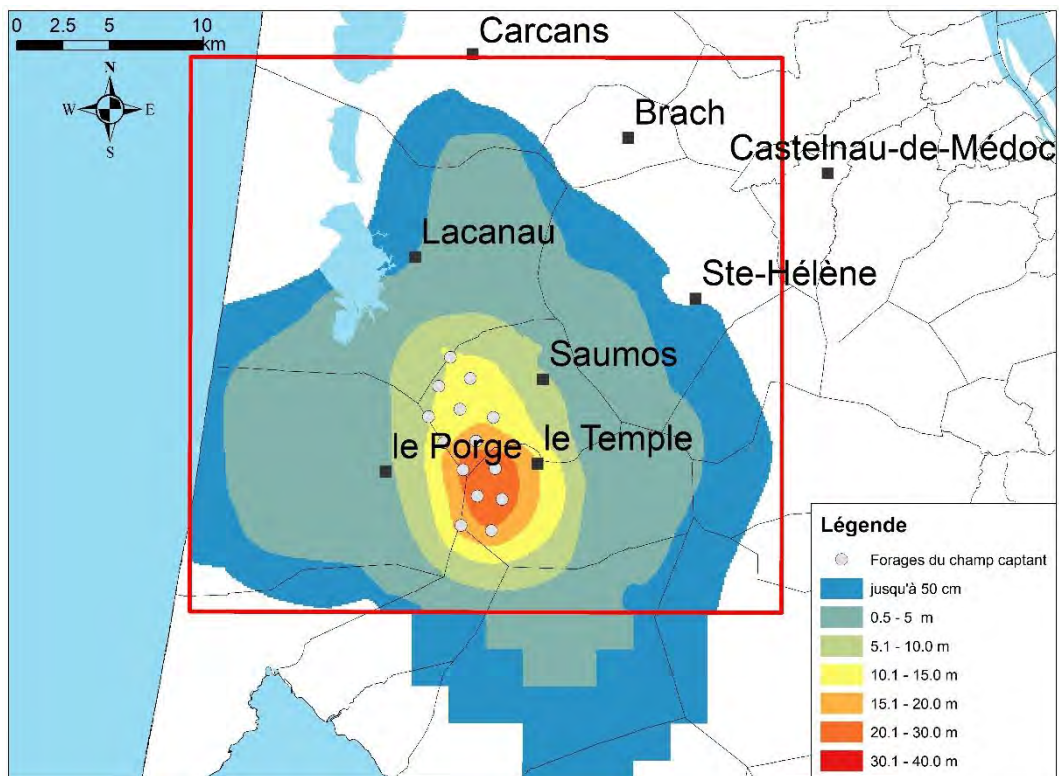 0 2.5 5 10
km
N
W E
S
Carcans
Brach
Castelnau-de-Médoc
Lacanau
Ste-Hélène
Saumos
le Porge
le Temple
Légende
Forages du champ captant
jusqu'à 50 cm
0.5 - 5 m
5.1 - 10.0 m
10.1 - 15.0 m
15.1 - 20.0 m
20.1 - 30.0 m
30.1 - 40.0 m